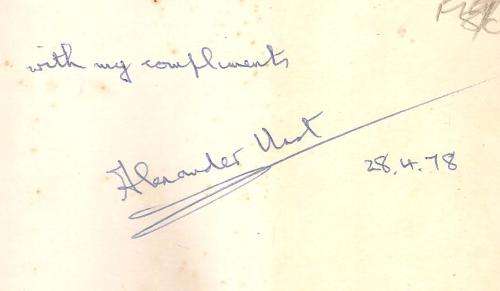 with my compliments
Alexander
28.4.78